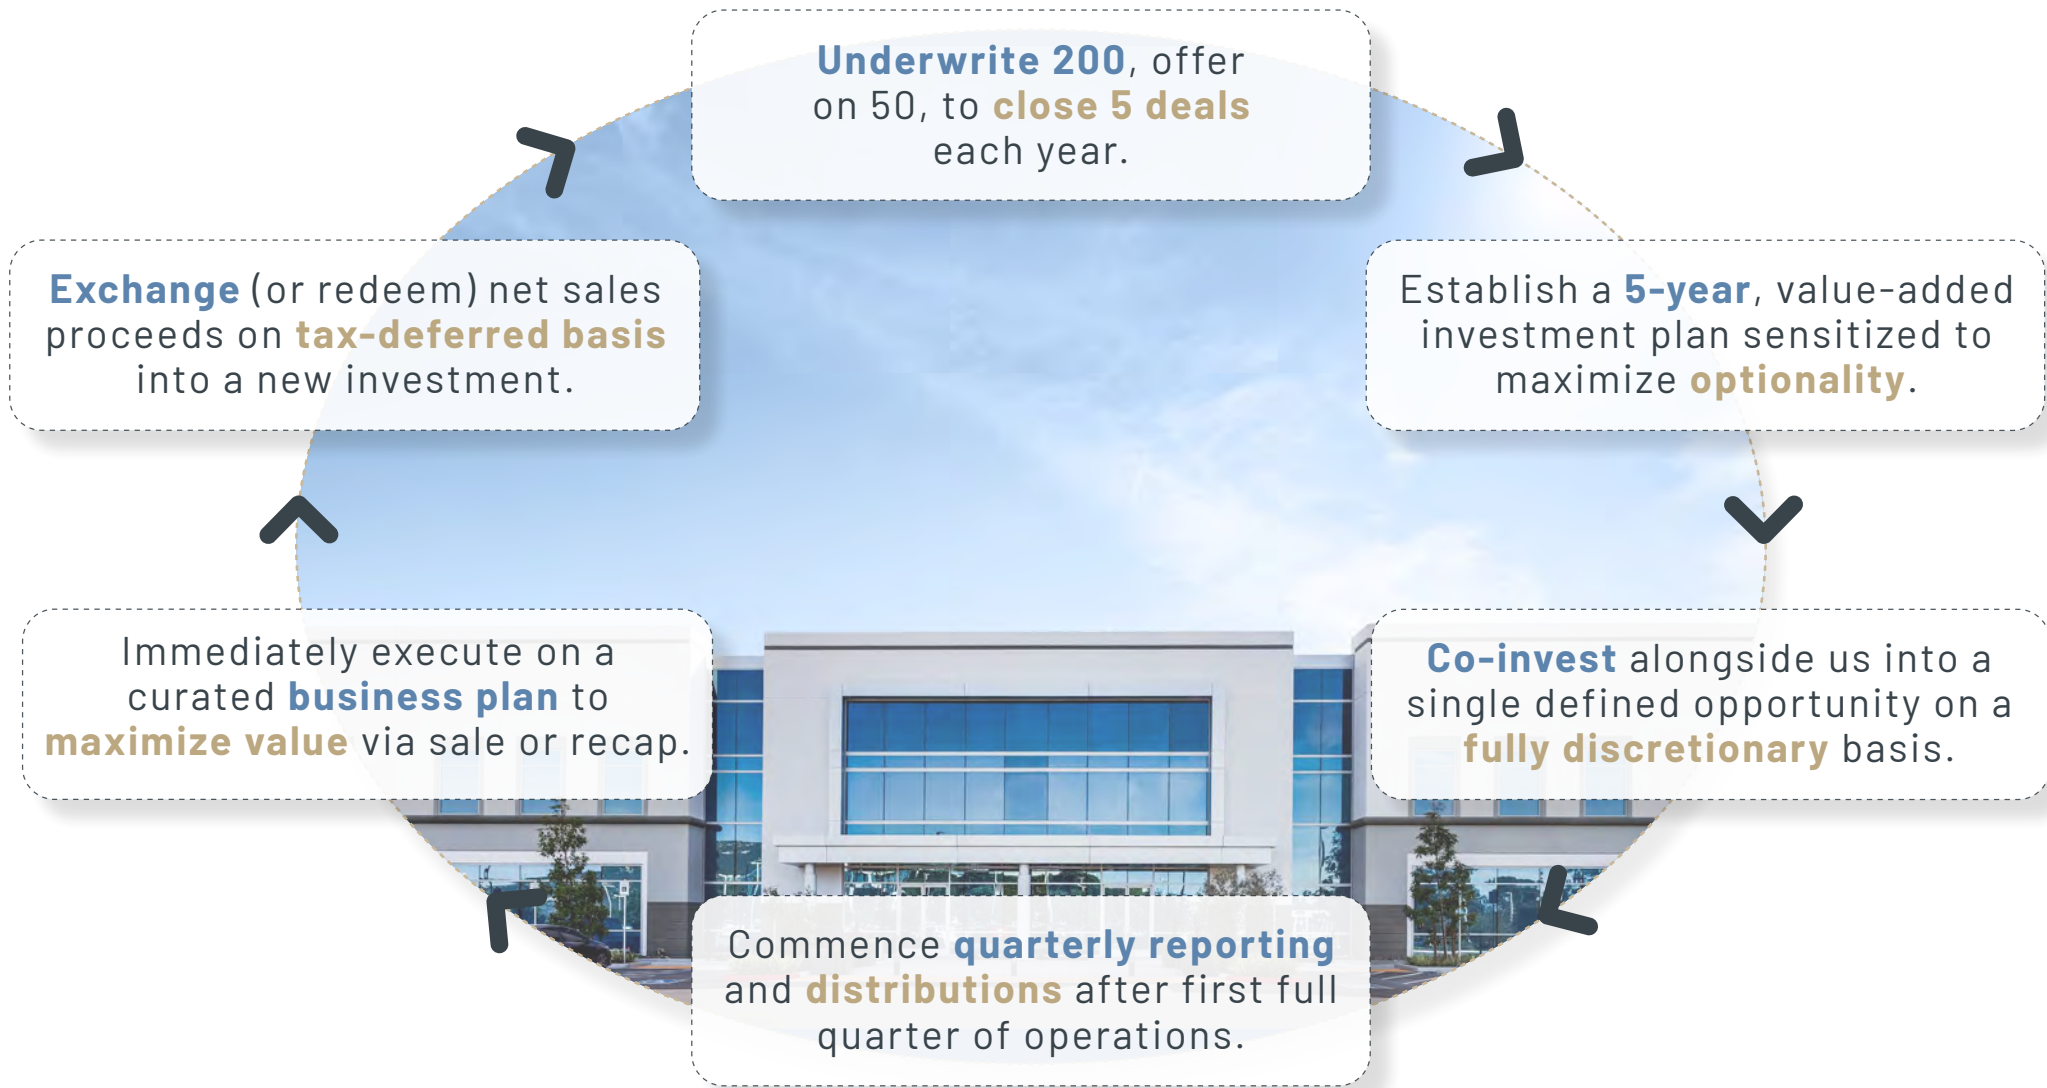 Underwrite 200, offer
on 50, to close 5 deals
each year.
Establish a 5-year, value-added
investment plan sensitized to
maximize optionality.
Co-invest alongside us into a
single defined opportunity on a
fully discretionary basis.
Commence quarterly reporting
and distributions after first full
quarter of operations.
Immediately execute on a
curated business plan to
maximize value via sale or recap.
Exchange (or redeem) net sales
proceeds on tax-deferred basis
into a new investment.